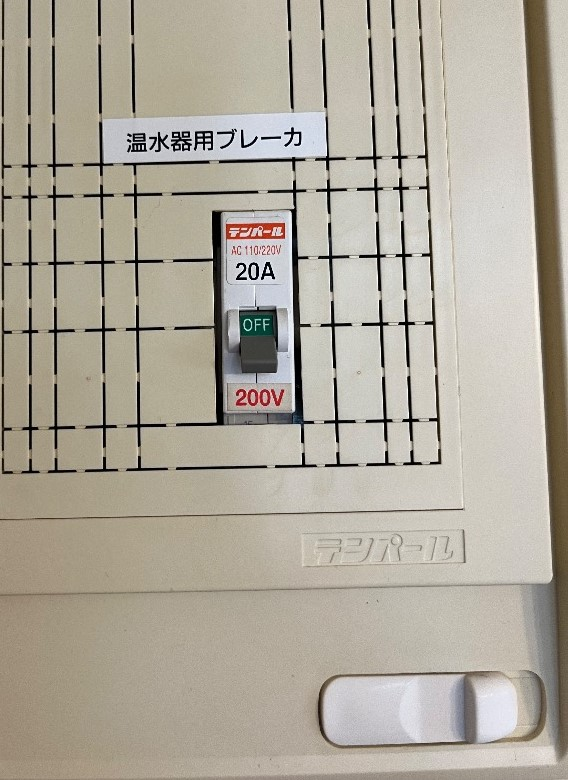 温水器用ブレーカ
テンパール
AC 110/220V
20A
OFF
200V
テンパール